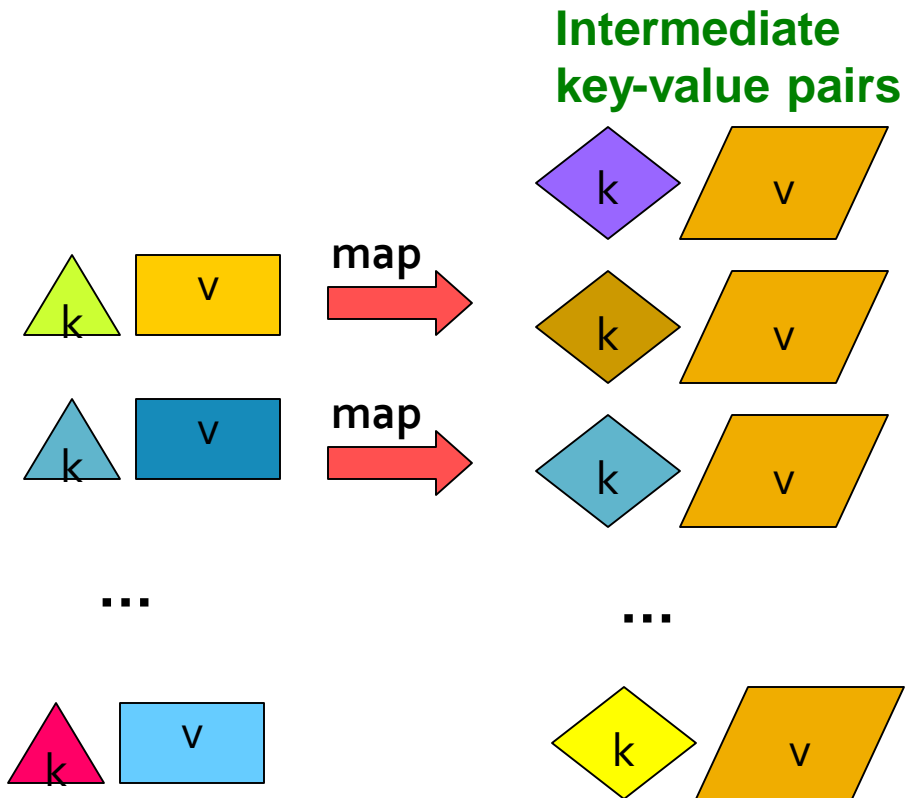 Intermediate
key-value pairs
k v
map
k v
k v
map
k v
k v
...
...
k v
k v